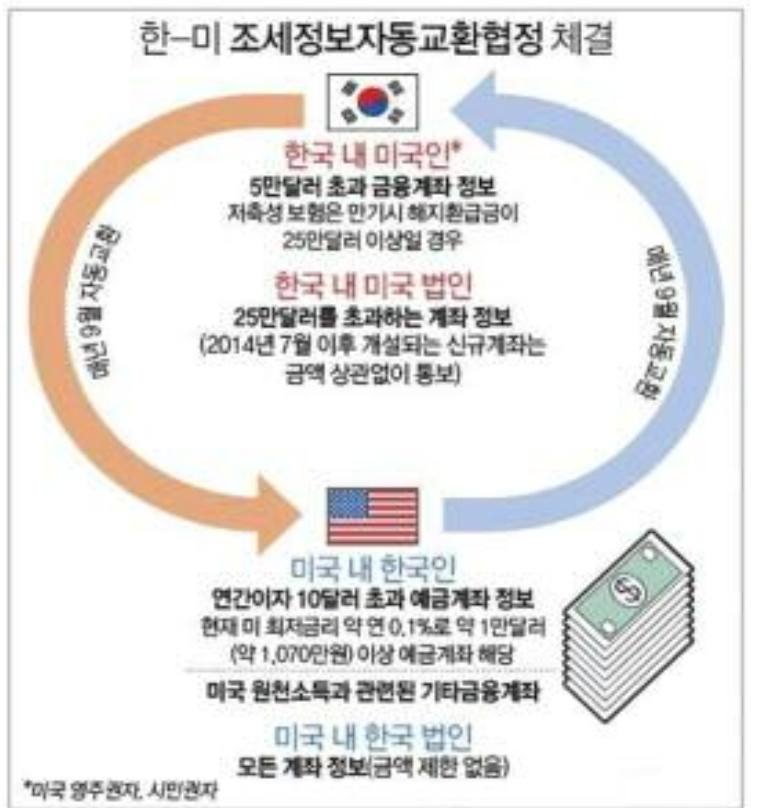 한-미 조세정보자동교환협정 체결
한국 내 미국인*
5만달러 초과 금융계좌 정보
저축성 보험은 만기시 해지환급금이
25만달러 이상일 경우
매년 9월 자동교환
매년 9월 자동교환
한국 내 미국 법인
25만달러를 초과하는 계좌 정보
(2014년 7월 이후 개설되는 신규계좌는
금액 상관없이 통보)
미국 내 한국인
연간이자 10달러 초과 예금계좌 정보
현재 미 최저금리 약 연 0.1%로 약 1만달러
(약 1,070만원) 이상 예금계좌 해당
미국 원천소득과 관련된 기타금융계좌
미국 내 한국 법인
모든 계좌 정보(금액 제한 없음)
*미국 영주권자, 시민권자
$